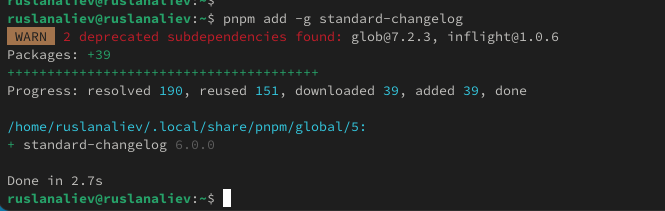 ruslanaliev@ruslanaliev:~$
ruslanaliev@ruslanaliev:~$ pnpm add -g standard-changelog
WARN 2 deprecated subdependencies found: glob@7.2.3, inflight@1.0.6
Packages: +39
+++++++++++++++++++++++++++++++++++++++
Progress: resolved 190, reused 151, downloaded 39, added 39, done
/home/ruslanaliev/.local/share/pnpm/global/5:
+ standard-changelog 6.0.0
Done in 2.7s
ruslanaliev@ruslanaliev:~$